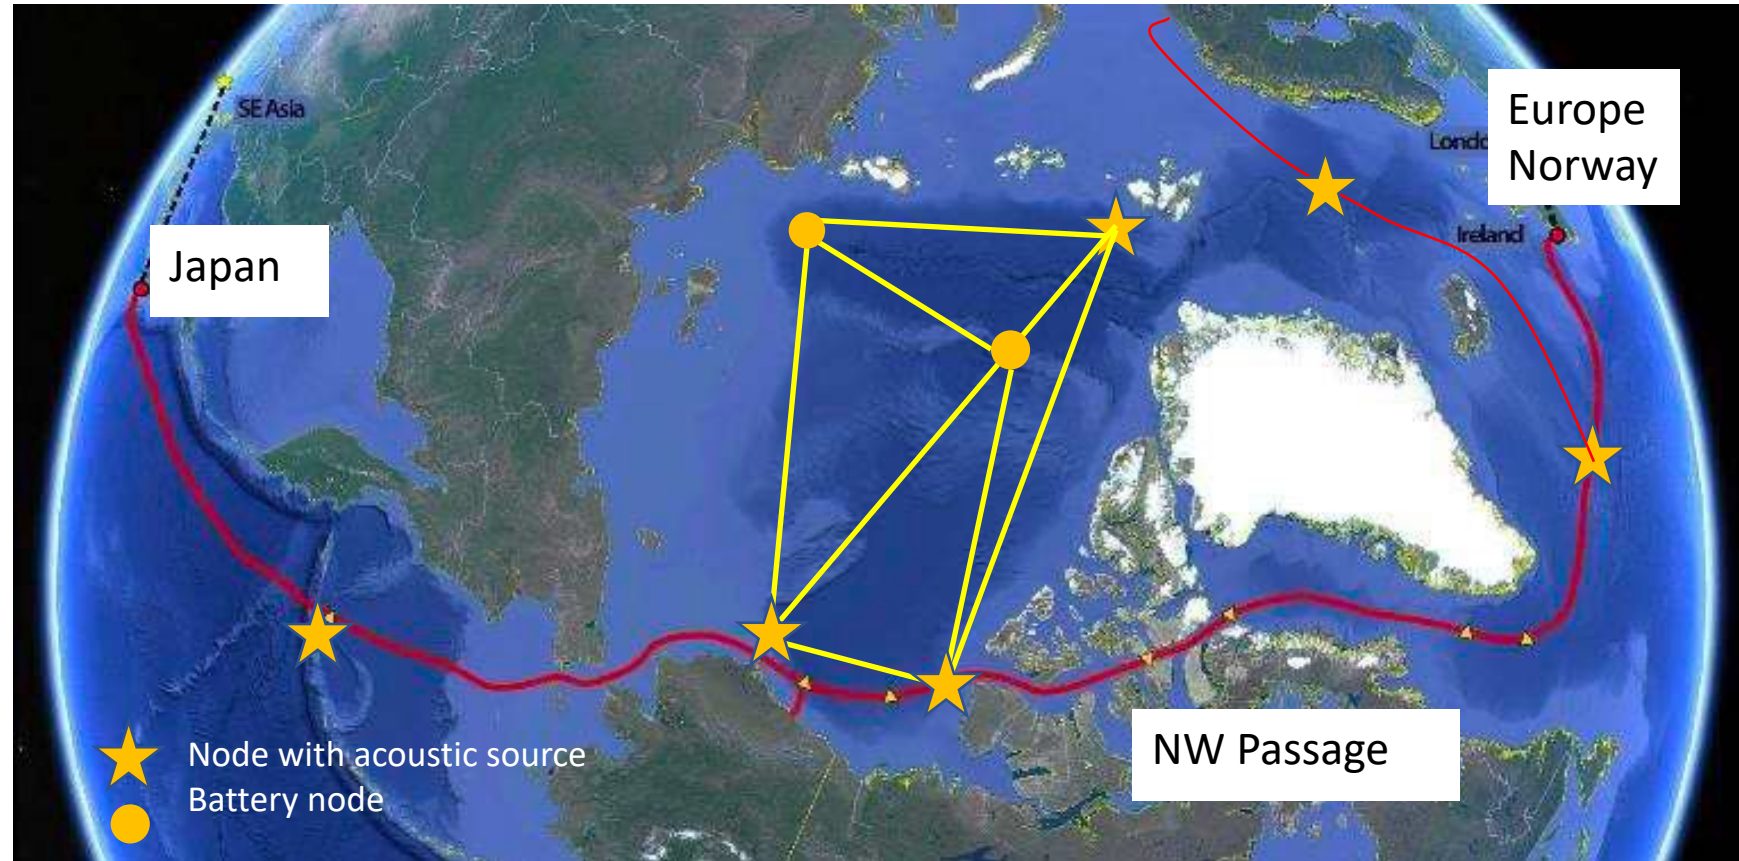 SE Asia
Europe
Norway
Londo
Ireland
Japan
NW Passage
Node with acoustic source
Battery node